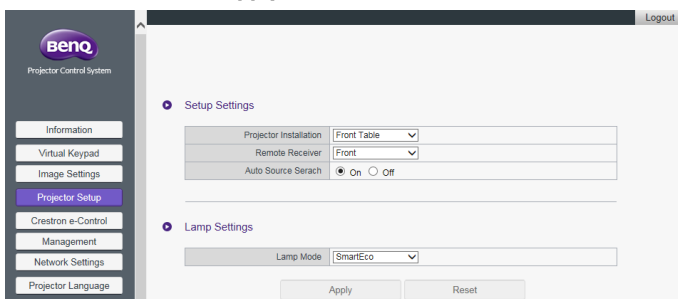 Logout
BenQ
Projector Control System
Information
Virtual Keypad
Image Settings
Projector Setup
Crestron e-Control
Management
Network Settings
Projector Language
Setup Settings
Projector Installation Front Table
Remote Receiver Front
Auto Source Serach On Off
Lamp Settings
Lamp Mode SmartEco
Apply Reset